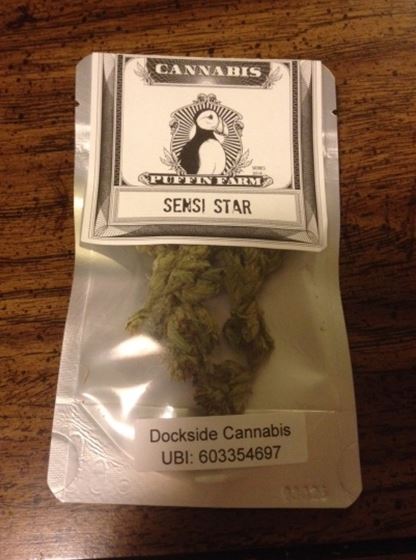 CANNABIS
PUFFIN FARM
SENSI STAR
Dockside Cannabis
UBI: 603354697